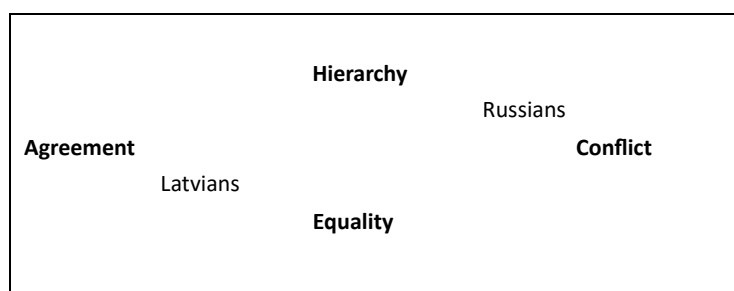 Hierarchy
Russians
Agreement Conflict
Latvians
Equality